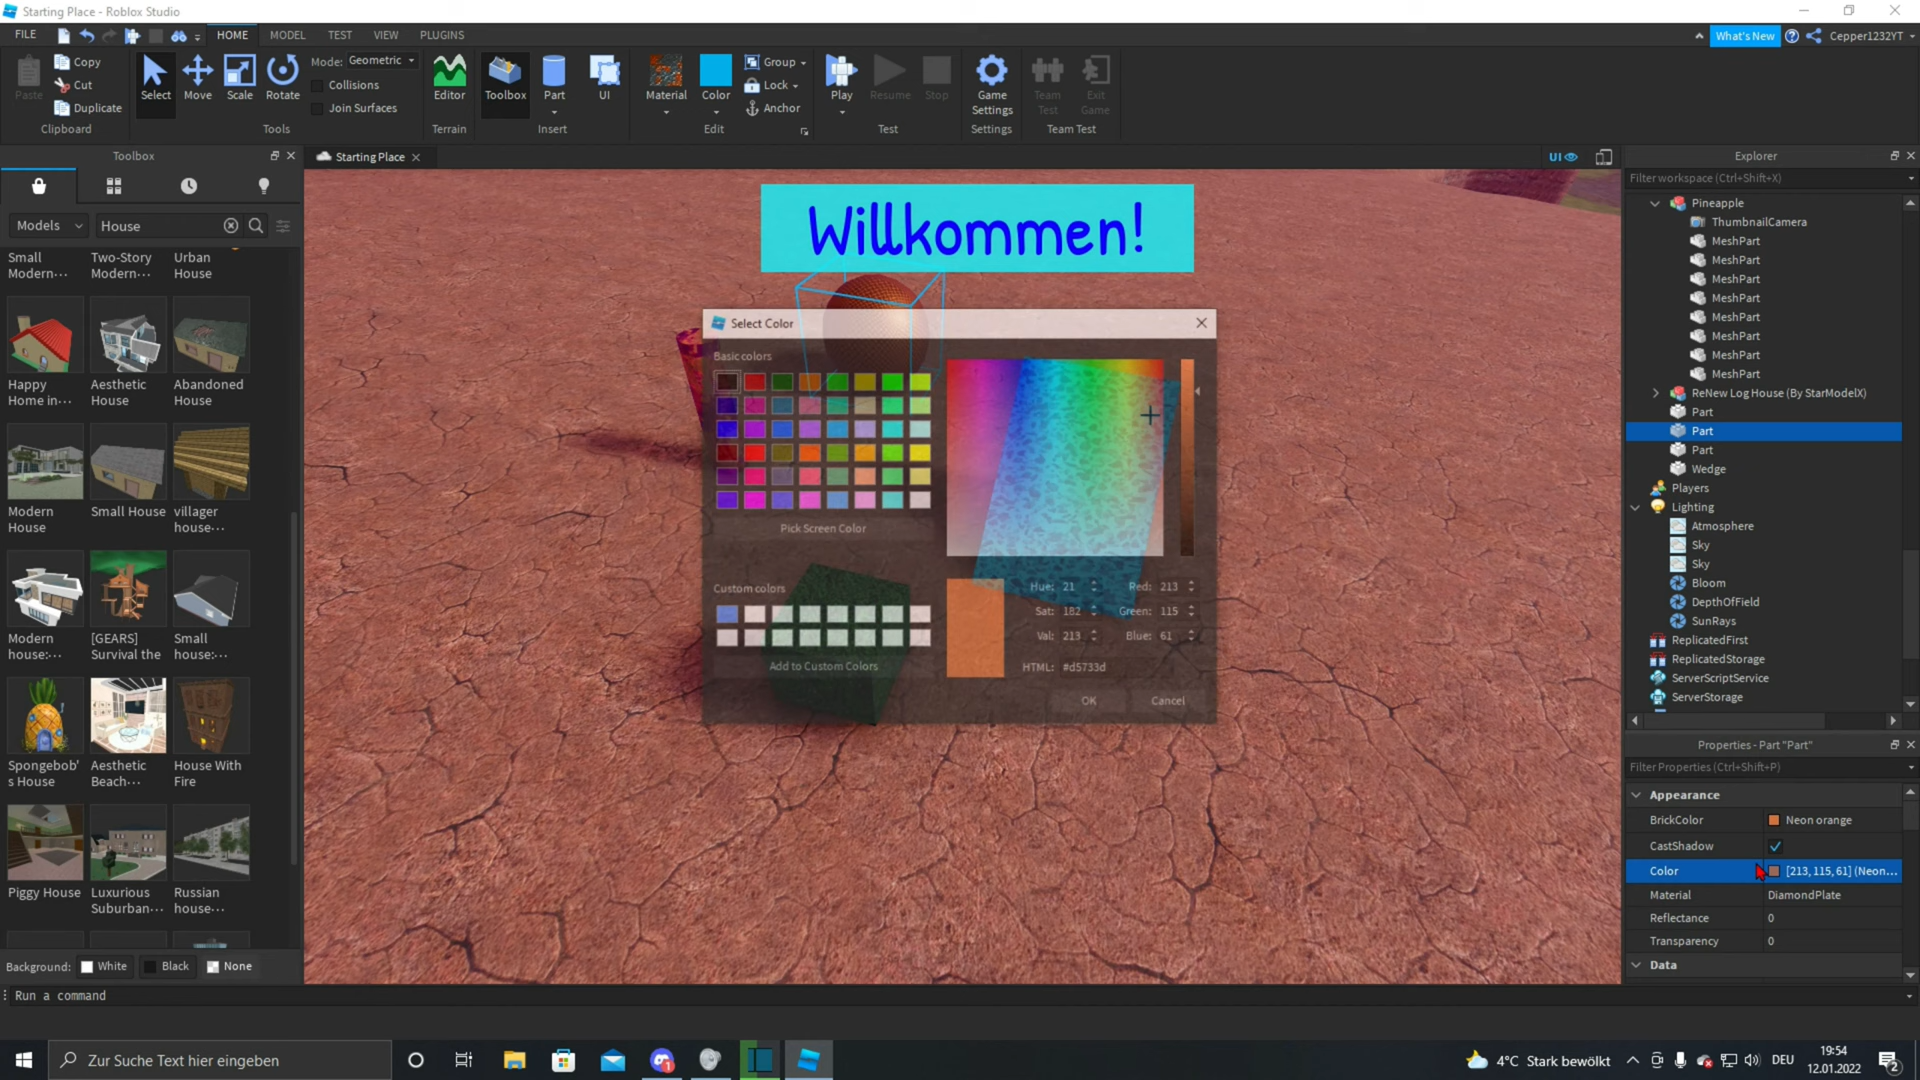 Starting Place - Roblox Studio
FILE HOME MODEL TEST VIEW PLUGINS What's New Cepper1232YT
Paste Copy Cut Duplicate Clipboard
Select Move Scale Rotate Mode: Geometric Collisions Join Surfaces Tools
Editor Terrain
Toolbox Part UI Insert
Material Color Group Lock Anchor Edit
Play Resume Stop Test
Game Settings Settings
Team Test Exit Game Team Test
Toolbox
Models House
Small Modern··· Two-Story Modern··· Urban House
Happy Home in··· Aesthetic House Abandoned House
Modern House Small House villager house···
Modern house:··· [GEARS] Survival the Small house:···
Spongebob's House Aesthetic Beach··· House With Fire
Piggy House Luxurious Suburban··· Russian house···
Background: White Black None
Run a command
Starting Place
UI
Willkommen!
Select Color
Basic colors
Pick Screen Color
Custom colors
Add to Custom Colors
Hue: 21 Red: 213
Sat: 182 Green: 115
Val: 213 Blue: 61
HTML: #d5733d
OK Cancel
Explorer
Filter workspace (Ctrl+Shift+X)
Pineapple
ThumbnailCamera
MeshPart
MeshPart
MeshPart
MeshPart
MeshPart
MeshPart
MeshPart
MeshPart
ReNew Log House (By StarModelX)
Part
Part
Part
Wedge
Players
Lighting
Atmosphere
Sky
Sky
Bloom
DepthOfField
SunRays
ReplicatedFirst
ReplicatedStorage
ServerScriptService
ServerStorage
Properties - Part "Part"
Filter Properties (Ctrl+Shift+P)
Appearance
BrickColor Neon orange
CastShadow
Color [213, 115, 61] (Neon...
Material DiamondPlate
Reflectance 0
Transparency 0
Data
Zur Suche Text hier eingeben
1
4°C Stark bewölkt DEU 19:54
12.01.2022
2